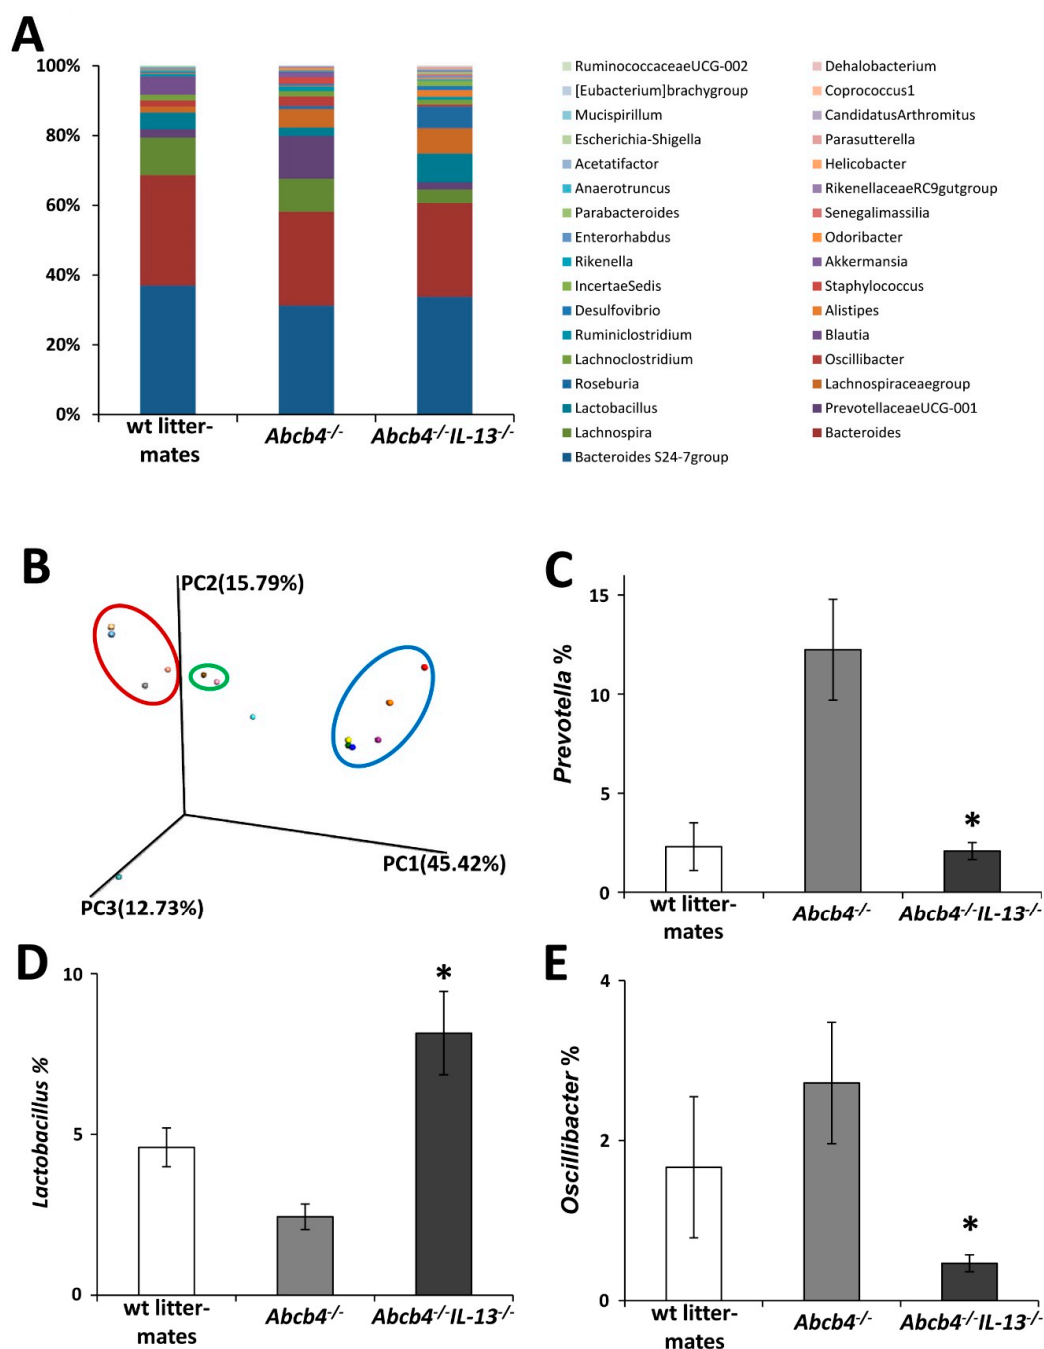 A
100%
80%
60%
40%
20%
0%
wt litter-
mates
Abcb4-/-
Abcb4-/-IL-13-/-
RuminococcaceaeUCG-002
Dehalobacterium
[Eubacterium]brachygroup
Coprococcus1
Mucispirillum
CandidatusArthromitus
Escherichia-Shigella
Parasutterella
Acetatifactor
Helicobacter
Anaerotruncus
RikenellaceaeRC9gutgroup
Parabacteroides
Senegalimassilia
Enterorhabdus
Odoribacter
Rikenella
Akkermansia
IncertaeSedis
Staphylococcus
Desulfovibrio
Alistipes
Ruminiclostridium
Blautia
Lachnoclostridium
Oscillibacter
Roseburia
Lachnospiraceaegroup
Lactobacillus
PrevotellaceaeUCG-001
Lachnospira
Bacteroides
Bacteroides S24-7group
B
PC2(15.79%)
PC1(45.42%)
PC3(12.73%)
C
Prevotella %
15
10
5
0
*
wt litter-
mates
Abcb4-/-
Abcb4-/-IL-13-/-
D
Lactobacillus %
10
5
0
*
wt litter-
mates
Abcb4-/-
Abcb4-/-IL-13-/-
E
Oscillibacter %
4
2
0
*
wt litter-
mates
Abcb4-/-
Abcb4-/-IL-13-/-